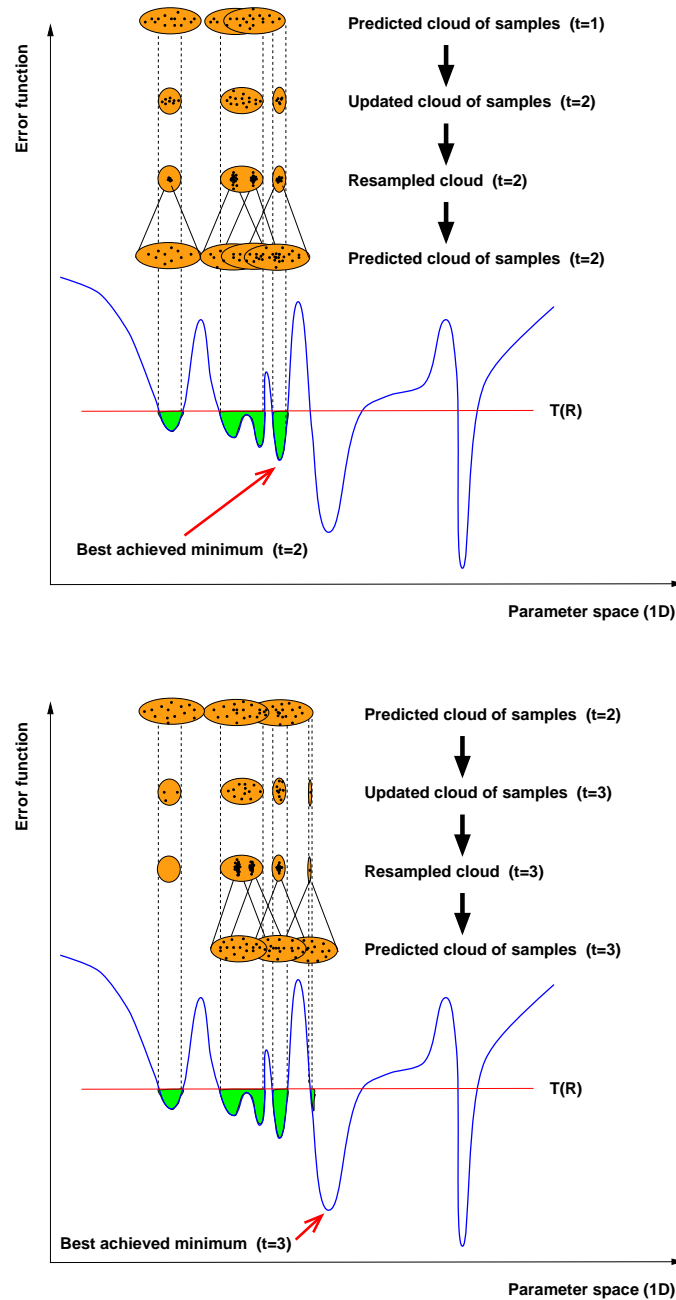 Predicted cloud of samples (t=1)
Error function
Updated cloud of samples (t=2)
Resampled cloud (t=2)
Predicted cloud of samples (t=2)
T(R)
Best achieved minimum (t=2)
Parameter space (1D)
Predicted cloud of samples (t=2)
Error function
Updated cloud of samples (t=3)
Resampled cloud (t=3)
Predicted cloud of samples (t=3)
T(R)
Best achieved minimum (t=3)
Parameter space (1D)